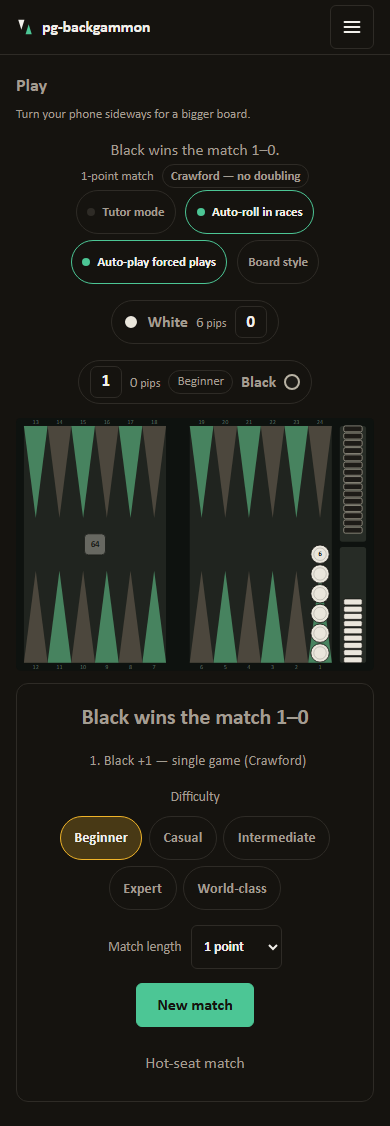 pg-backgammon
Play
Turn your phone sideways for a bigger board.
Black wins the match 1–0.
1-point match Crawford — no doubling
Tutor mode Auto-roll in races
Auto-play forced plays Board style
White 6 pips 0
1 0 pips Beginner Black
13 14 15 16 17 18 19 20 21 22 23 24
64
6
12 11 10 9 8 7 6 5 4 3 2 1
Black wins the match 1–0
1. Black +1 — single game (Crawford)
Difficulty
Beginner Casual Intermediate
Expert World-class
Match length 1 point
New match
Hot-seat match